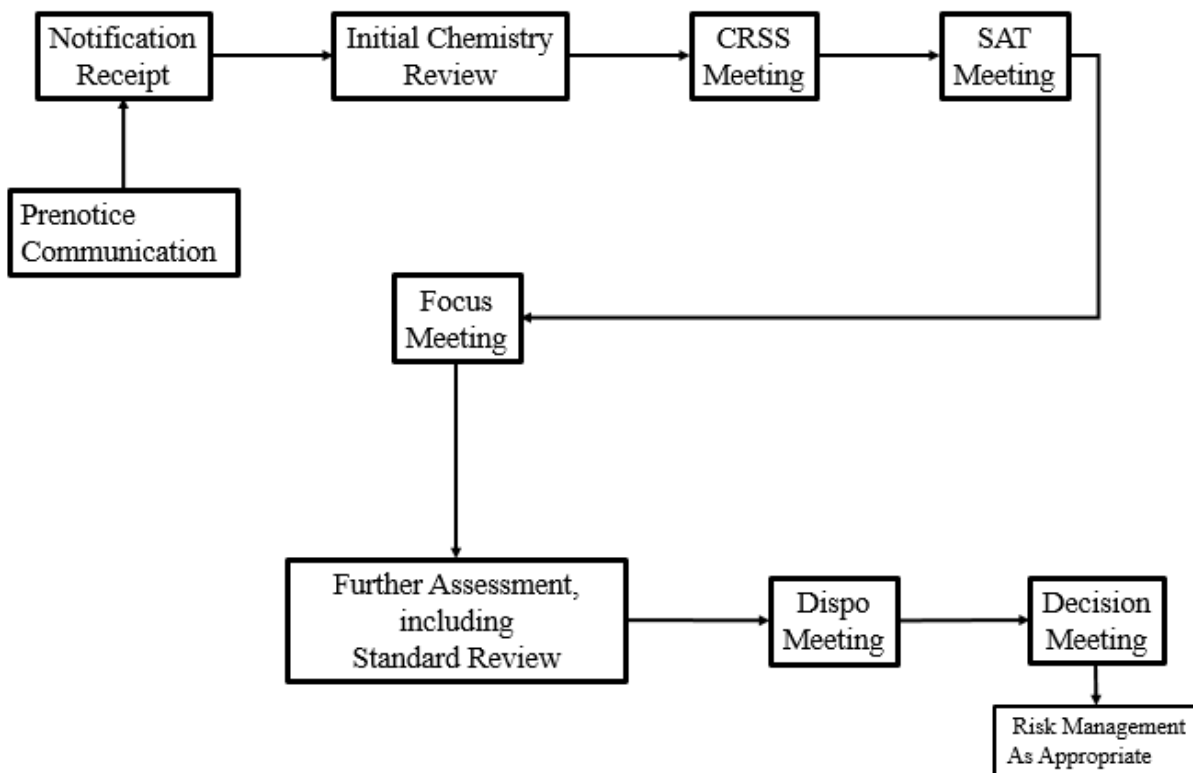 Notification
Receipt
Initial Chemistry
Review
CRSS
Meeting
SAT
Meeting
Prenotice
Communication
Focus
Meeting
Further Assessment,
including
Standard Review
Dispo
Meeting
Decision
Meeting
Risk Management
As Appropriate